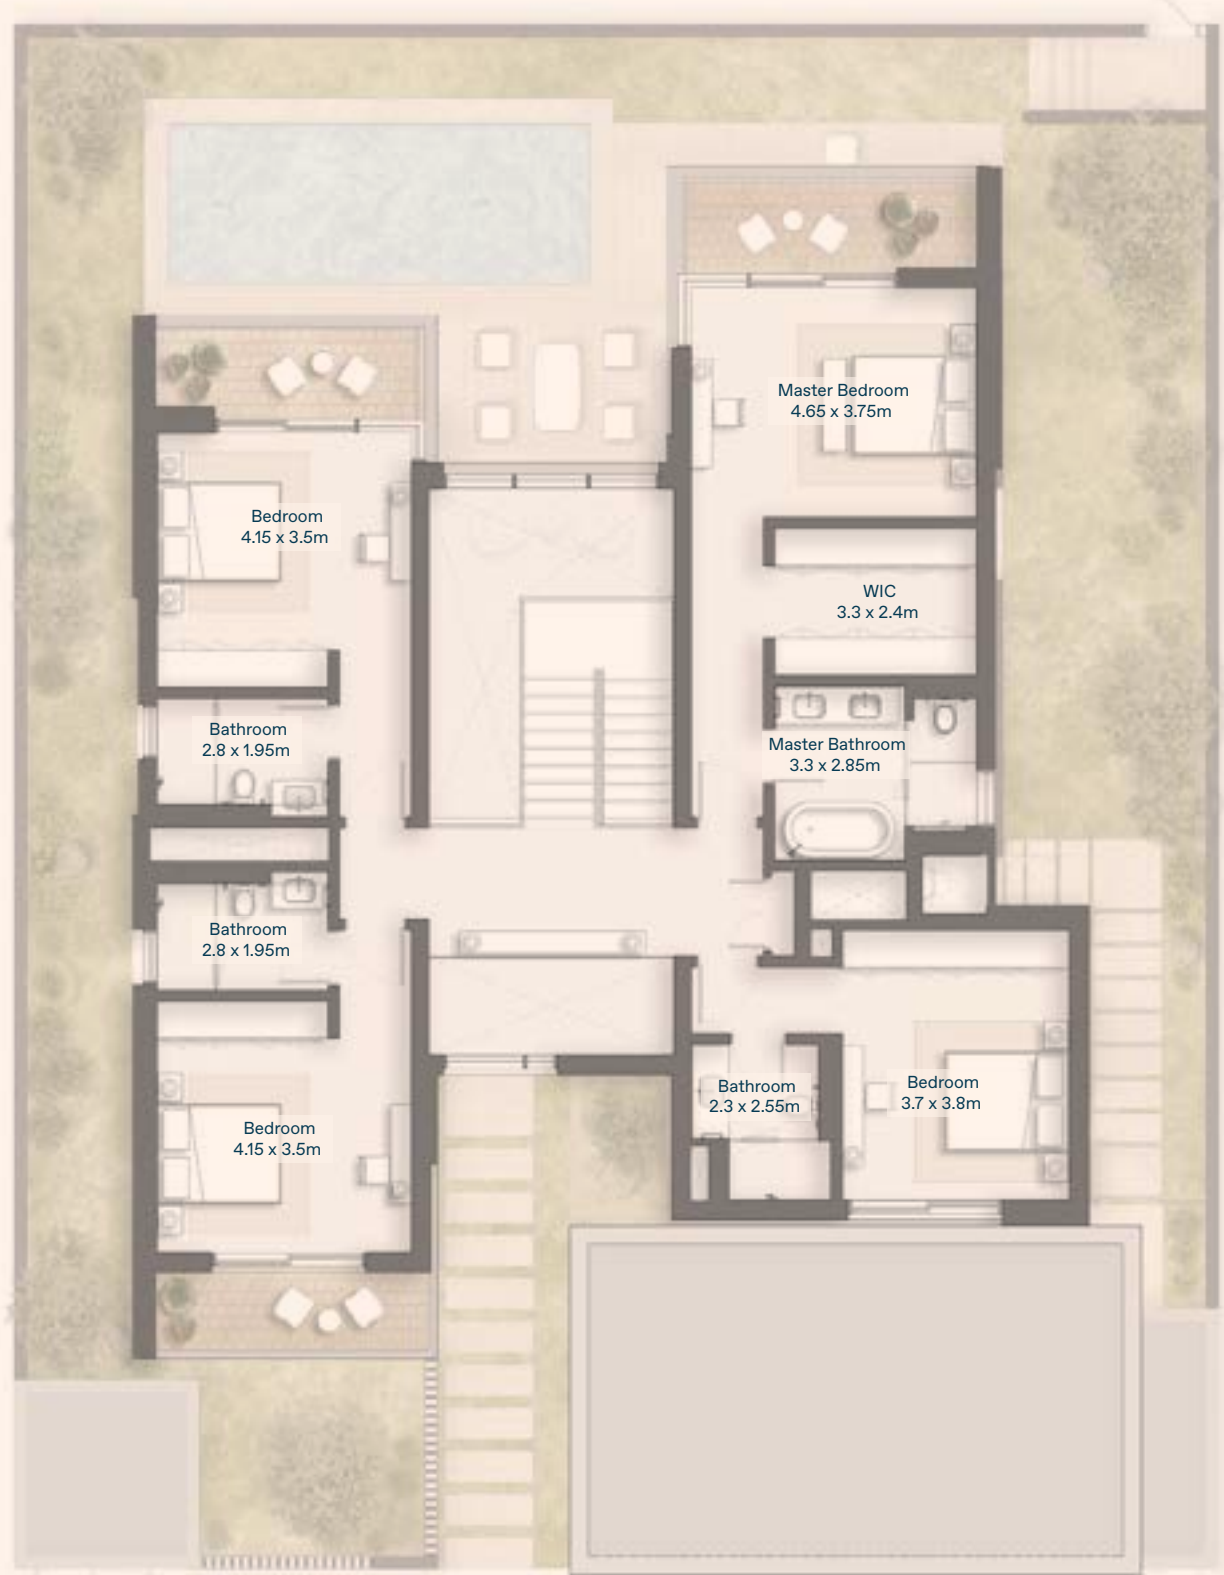 Master Bedroom
4.65 x 3.75m
Bedroom
4.15 x 3.5m
WIC
3.3 x 2.4m
Bathroom
2.8 x 1.95m
Master Bathroom
3.3 x 2.85m
Bathroom
2.8 x 1.95m
Bathroom
2.3 x 2.55m
Bedroom
3.7 x 3.8m
Bedroom
4.15 x 3.5m